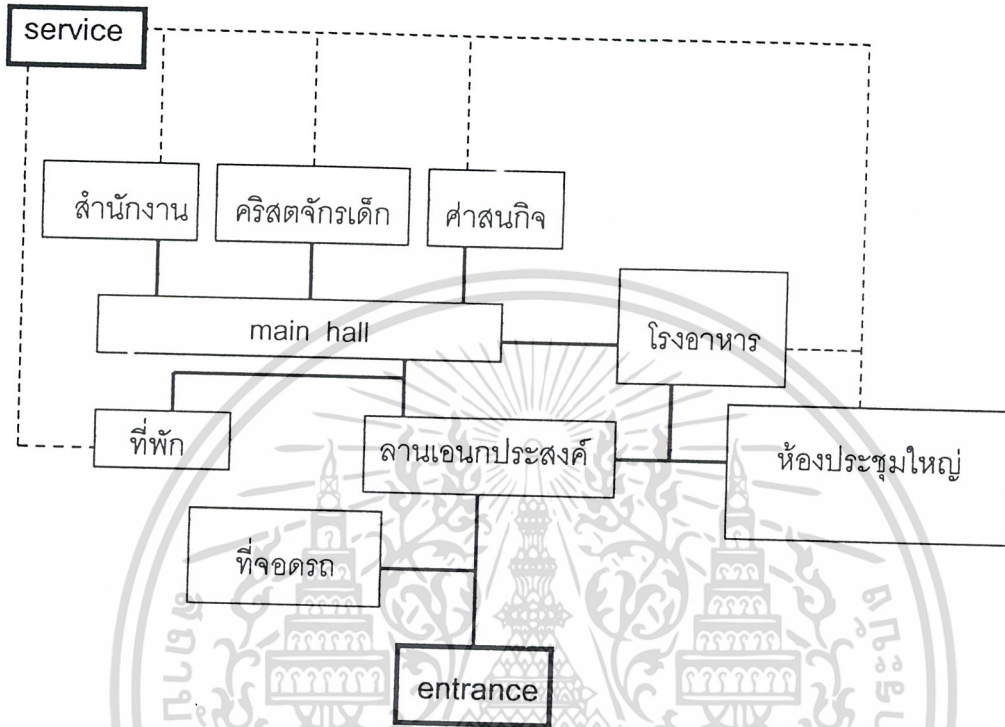 service
สำนักงาน
คริสตจักรเด็ก
ศาสนกิจ
main hall
โรงอาหาร
ที่พัก
ลานเอนกประสงค์
ห้องประชุมใหญ่
ที่จอดรถ
entrance